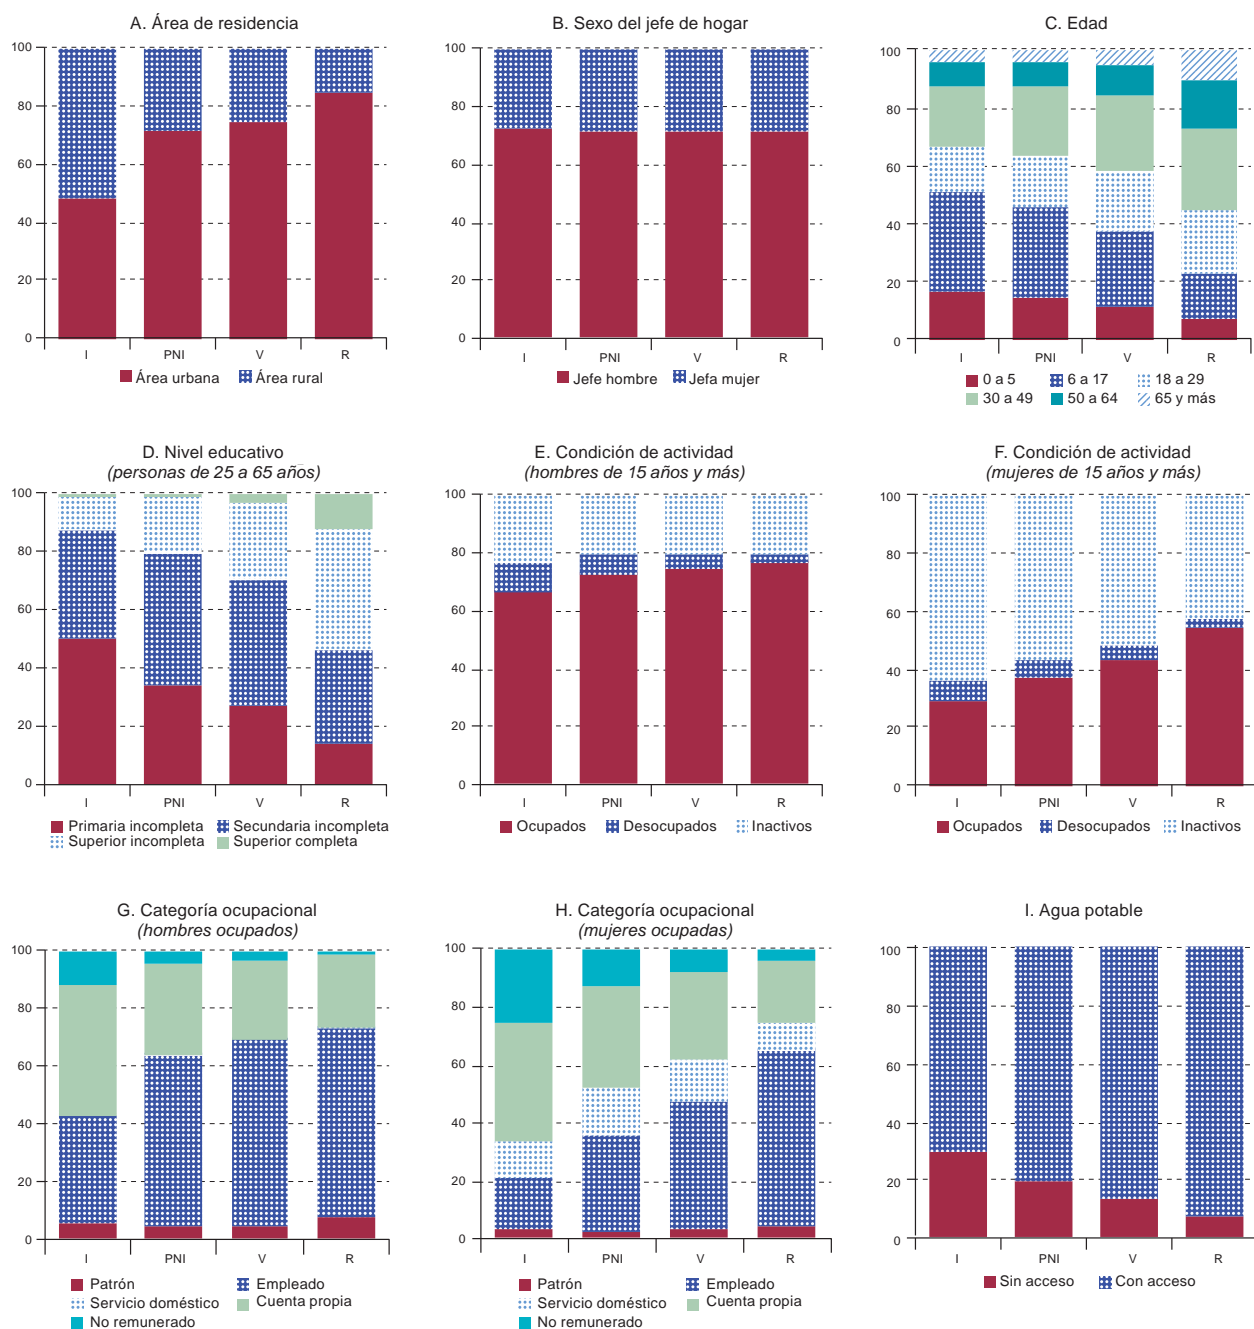 A. Área de residencia
100
80
60
40
20
0
I PNI V R
Área urbana Área rural
B. Sexo del jefe de hogar
100
80
60
40
20
0
I PNI V R
Jefe hombre Jefa mujer
C. Edad
100
80
60
40
20
0
I PNI V R
0 a 5 6 a 17 18 a 29
30 a 49 50 a 64 65 y más
D. Nivel educativo
(personas de 25 a 65 años)
100
80
60
40
20
0
I PNI V R
Primaria incompleta Secundaria incompleta
Superior incompleta Superior completa
E. Condición de actividad
(hombres de 15 años y más)
100
80
60
40
20
0
I PNI V R
Ocupados Desocupados Inactivos
F. Condición de actividad
(mujeres de 15 años y más)
100
80
60
40
20
0
I PNI V R
Ocupados Desocupados Inactivos
G. Categoría ocupacional
(hombres ocupados)
100
80
60
40
20
0
I PNI V R
Patrón Empleado
Servicio doméstico Cuenta propia
No remunerado
H. Categoría ocupacional
(mujeres ocupadas)
100
80
60
40
20
0
I PNI V R
Patrón Empleado
Servicio doméstico Cuenta propia
No remunerado
I. Agua potable
100
80
60
40
20
0
I PNI V R
Sin acceso Con acceso